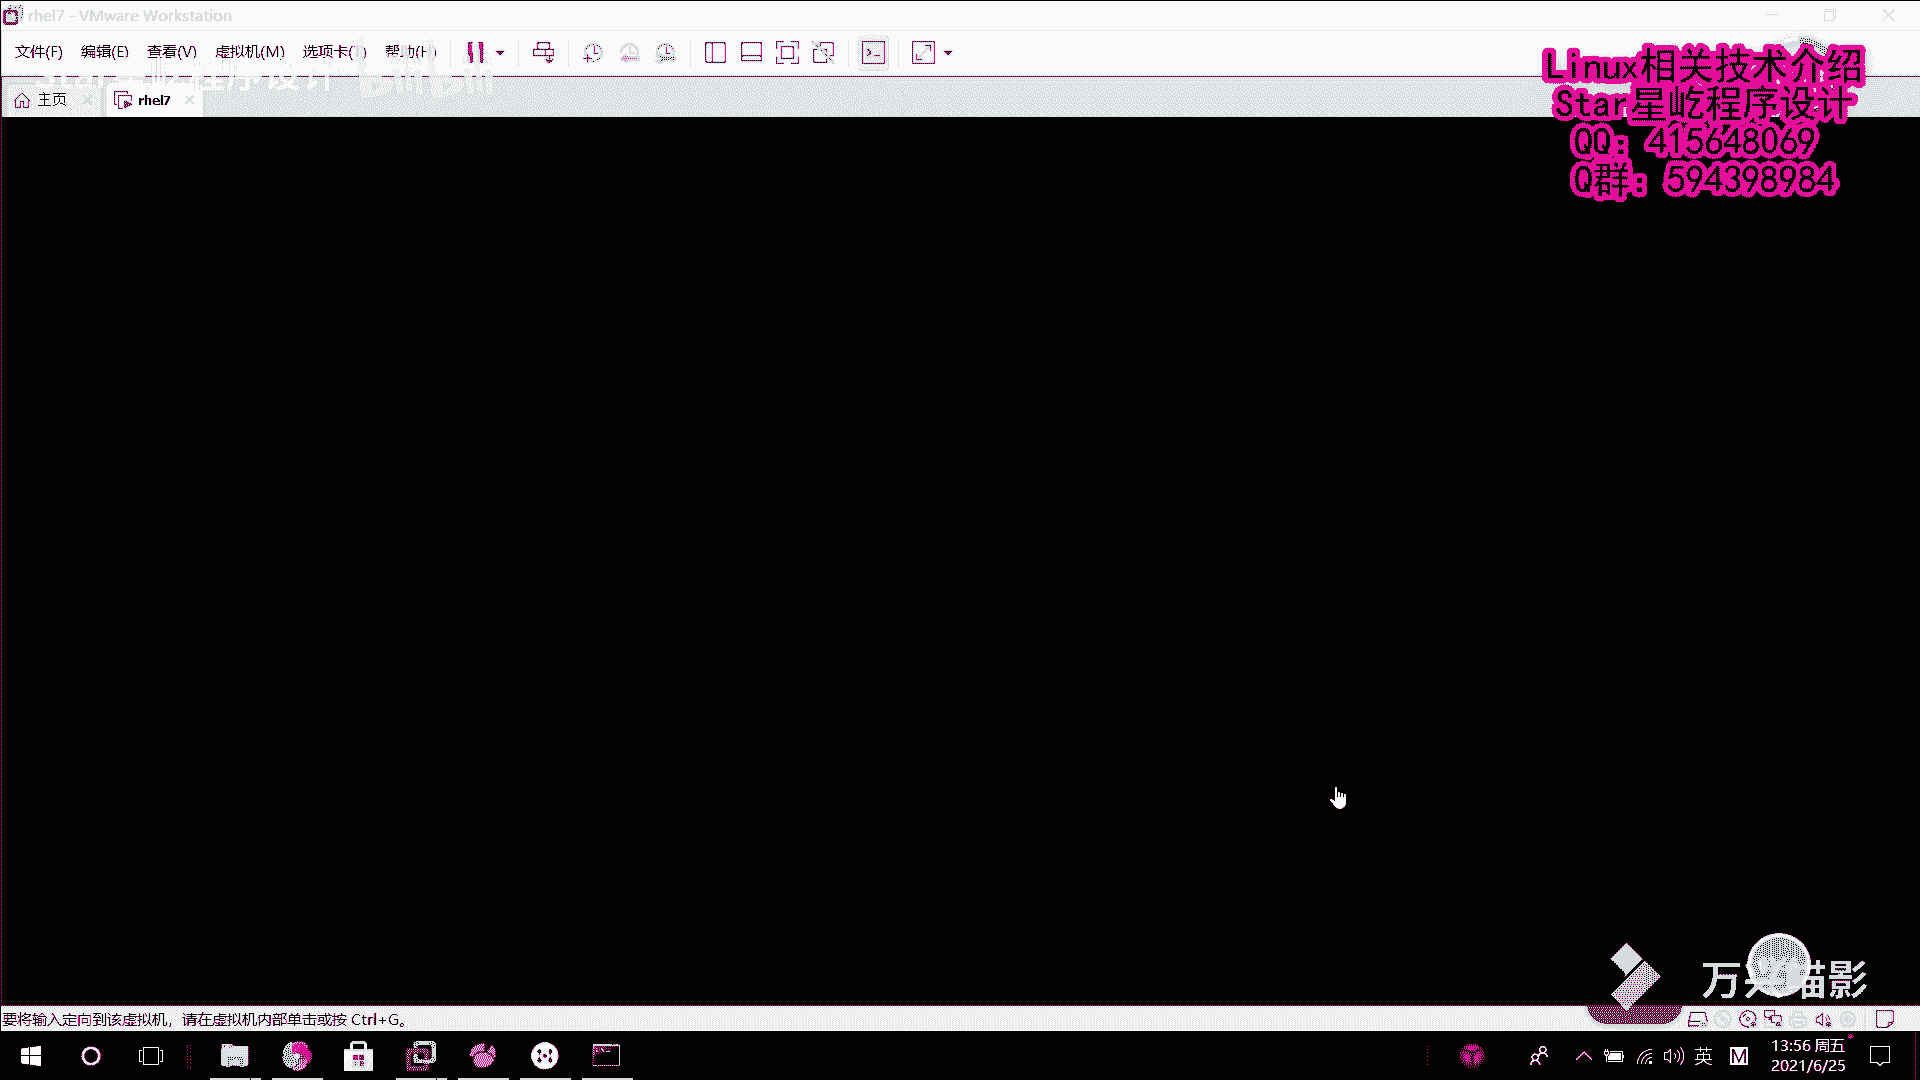 rhel7 - VMware Workstation
文件(F) 编辑(E) 查看(V) 虚拟机(M) 选项卡(T) 帮助(H)
主页 rhel7
Linux相关技术介绍
Star星屹程序设计
QQ：415648069
Q群：594398984
要将输入定向到该虚拟机，请在虚拟机内部单击或按 Ctrl+G。
英 M
13:56 周五
2021/6/25